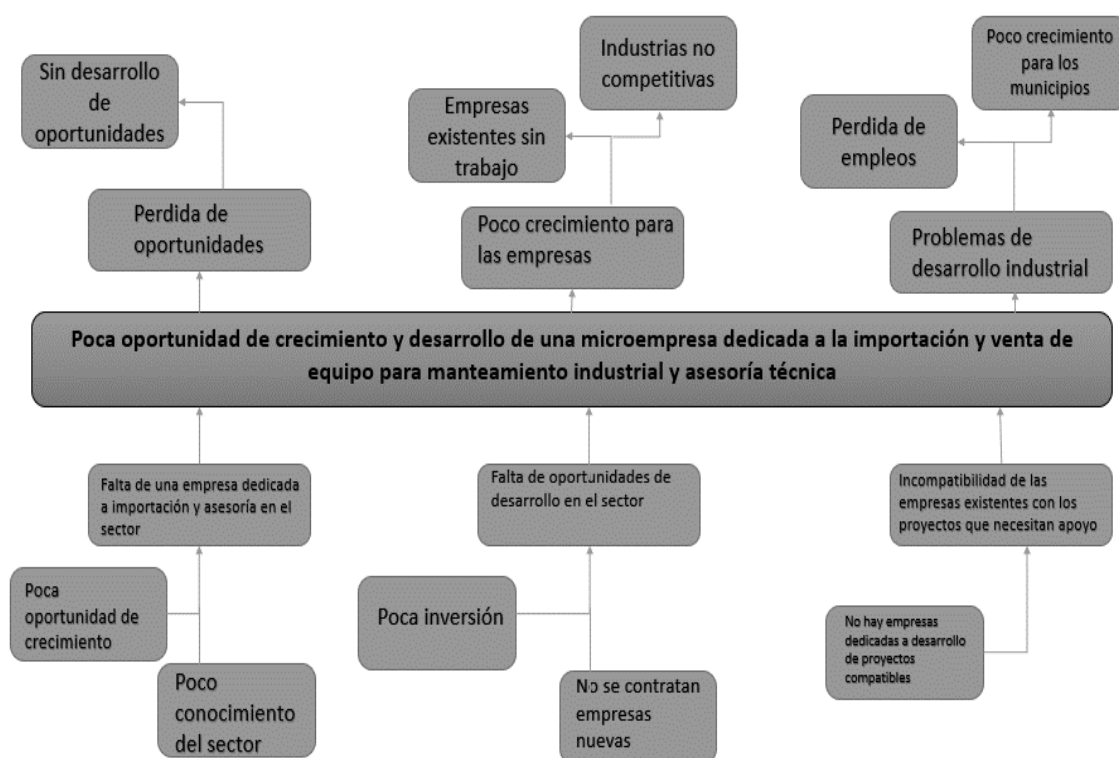 Industrias no
competitivas
Poco crecimiento
para los
municipios
Sin desarrollo
de
oportunidades
Empresas
existentes sin
trabajo
Perdida de
empleos
Perdida de
oportunidades
Poco crecimiento para
las empresas
Problemas de
desarrollo industrial
Poca oportunidad de crecimiento y desarrollo de una microempresa dedicada a la importación y venta de
equipo para manteamiento industrial y asesoría técnica
Falta de una empresa dedicada
a importación y asesoría en el
sector
Falta de oportunidades de
desarrollo en el sector
Incompatibilidad de las
empresas existentes con los
proyectos que necesitan apoyo
Poca
oportunidad de
crecimiento
Poco
conocimiento
del sector
Poca inversión
No se contratan
empresas
nuevas
No hay empresas
dedicadas a desarrollo
de proyectos
compatibles